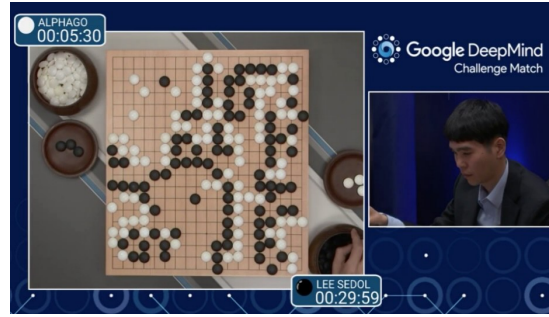 ALPHAGO
00:05:30
Google DeepMind
Challenge Match
LEE SEDOL
00:29:59